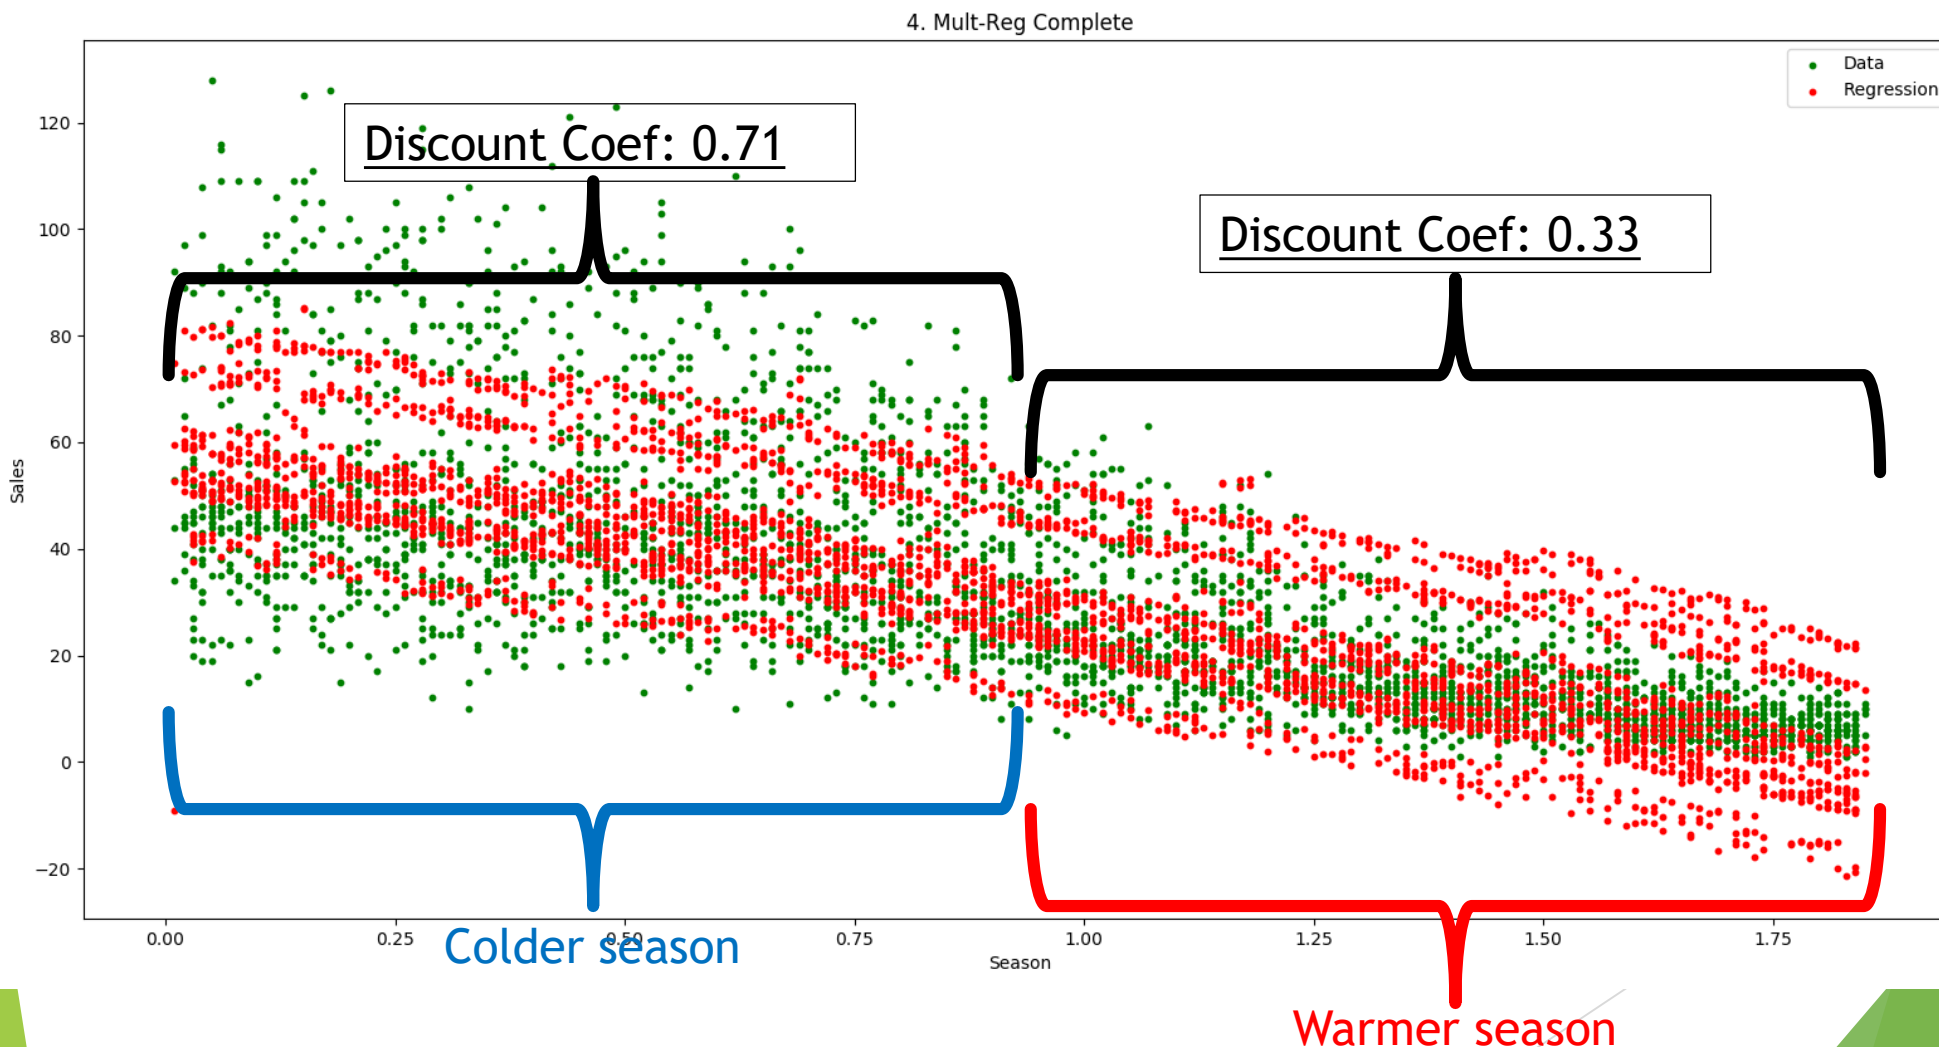 4. Mult-Reg Complete
Data
Regression
Discount Coef: 0.71
Discount Coef: 0.33
120
100
80
60
40
20
0
−20
Sales
0.00 0.25 0.50 0.75 1.00 1.25 1.50 1.75
Season
Colder season
Warmer season